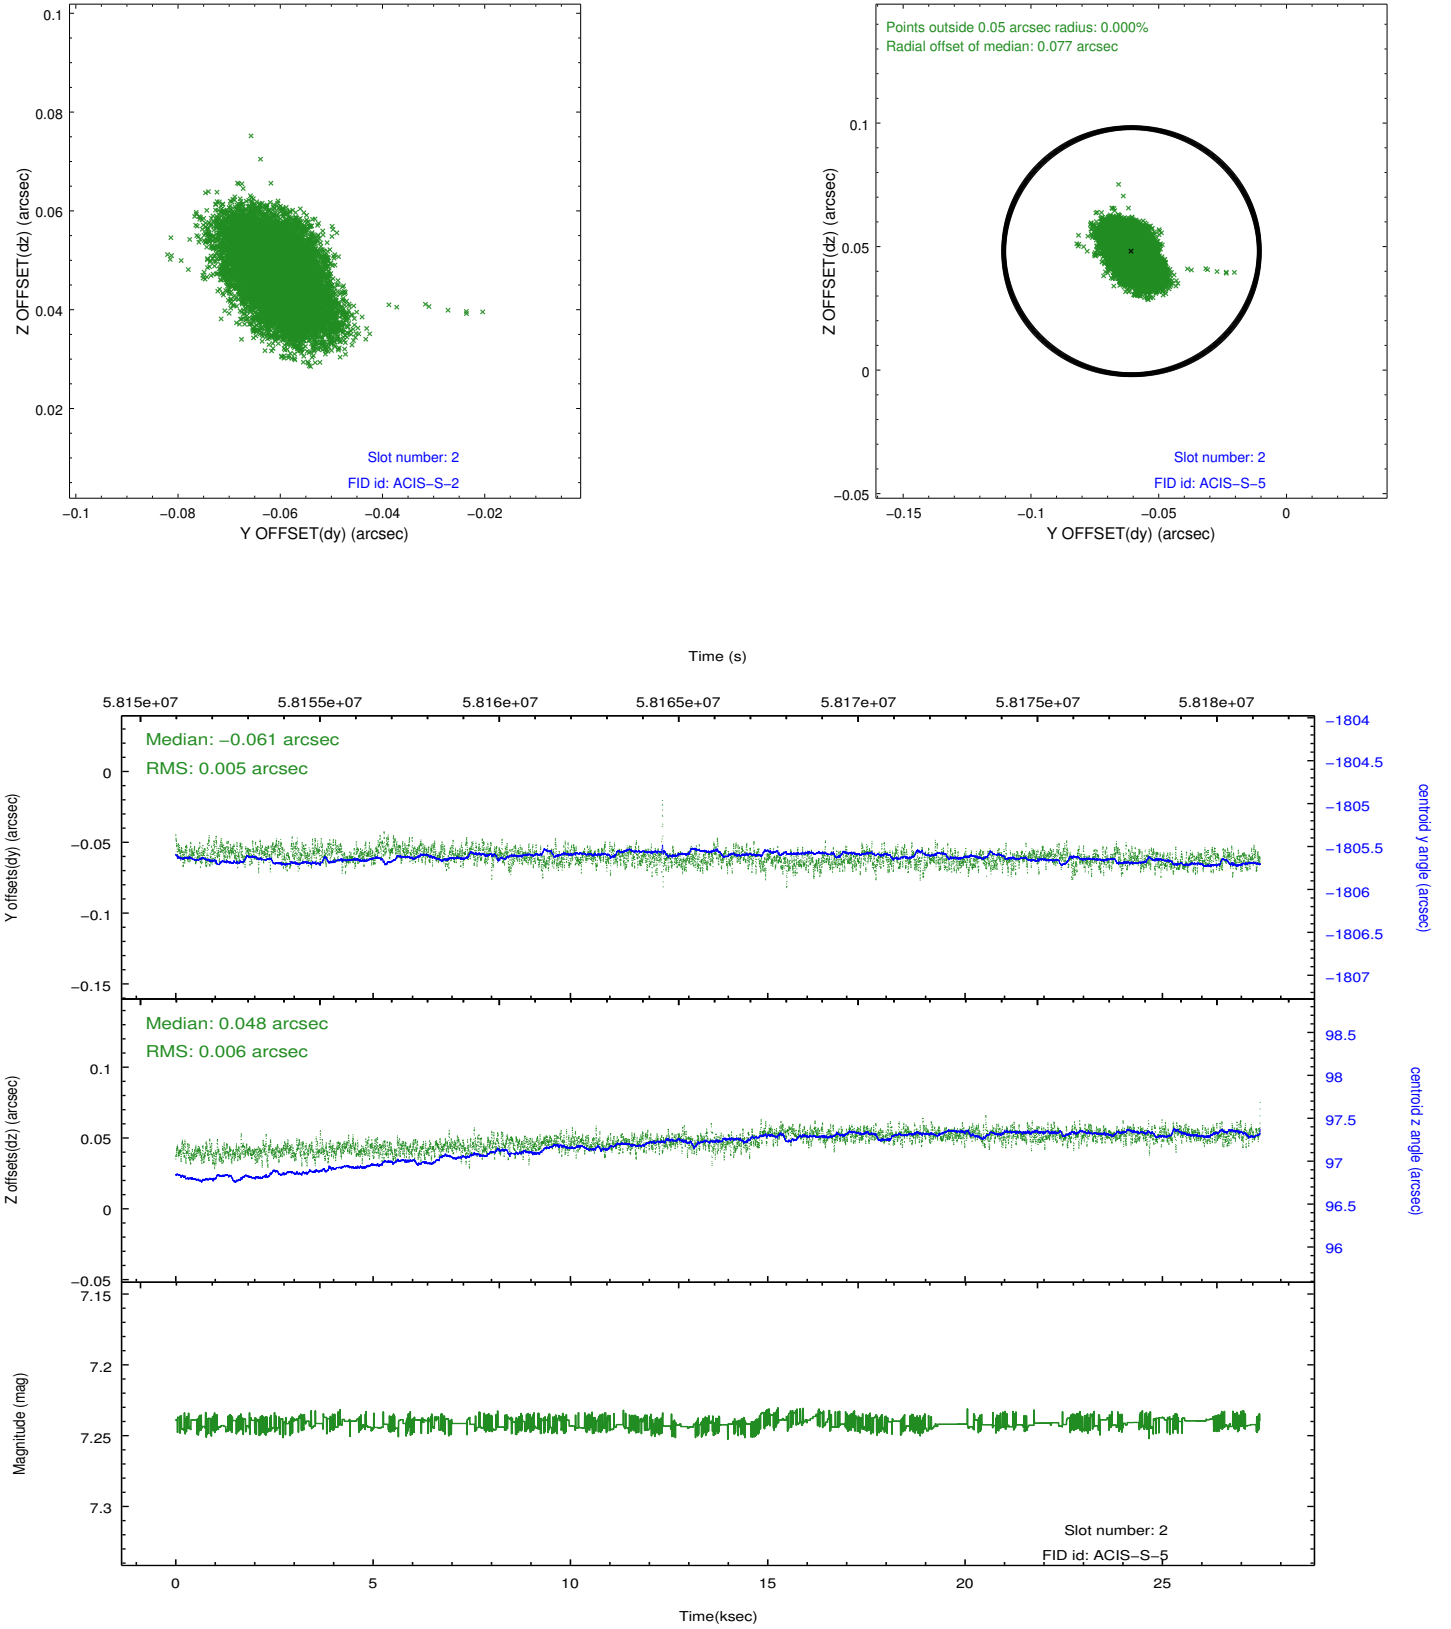 0.1
0.08
0.06
0.04
0.02
Z OFFSET(dz) (arcsec)
Slot number: 2
FID id: ACIS−S−2
−0.1
−0.08
−0.06
−0.04
−0.02
Y OFFSET(dy) (arcsec)
Points outside 0.05 arcsec radius: 0.000%
Radial offset of median: 0.077 arcsec
0.1
0.05
0
−0.05
Z OFFSET(dz) (arcsec)
Slot number: 2
FID id: ACIS−S−5
−0.15
−0.1
−0.05
0
Y OFFSET(dy) (arcsec)
Time (s)
5.815e+07
5.8155e+07
5.816e+07
5.8165e+07
5.817e+07
5.8175e+07
5.818e+07
Median: −0.061 arcsec
RMS: 0.005 arcsec
0
−0.05
−0.1
−0.15
Y offsets(dy) (arcsec)
−1804
−1804.5
−1805
−1805.5
−1806
−1806.5
−1807
centroid y angle (arcsec)
Median: 0.048 arcsec
RMS: 0.006 arcsec
0.1
0.05
0
−0.05
Z offsets(dz) (arcsec)
98.5
98
97.5
97
96.5
96
centroid z angle (arcsec)
7.15
7.2
7.25
7.3
Magnitude (mag)
Slot number: 2
FID id: ACIS−S−5
0
5
10
15
20
25
Time(ksec)